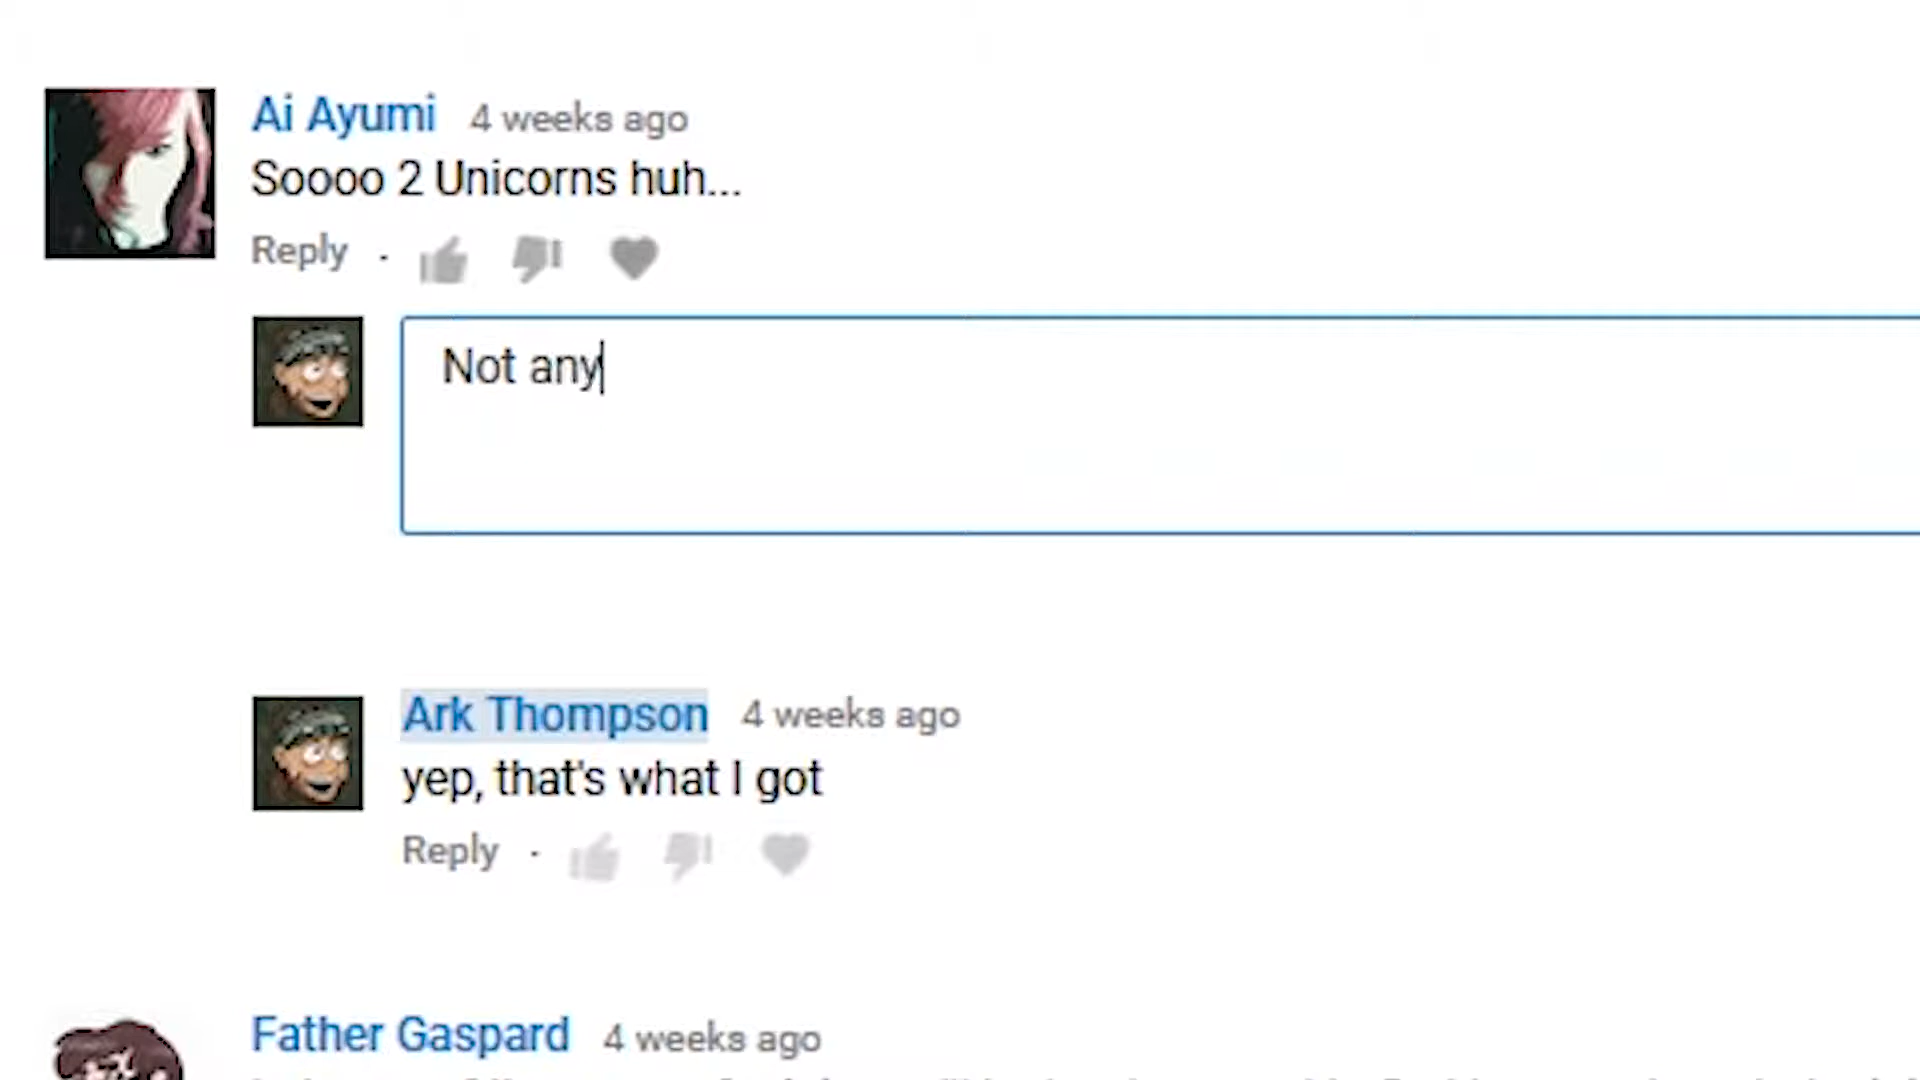 Ai Ayumi 4 weeks ago
Soooo 2 Unicorns huh...
Reply ·
Not any
Ark Thompson 4 weeks ago
yep, that's what I got
Reply ·
Father Gaspard 4 weeks ago